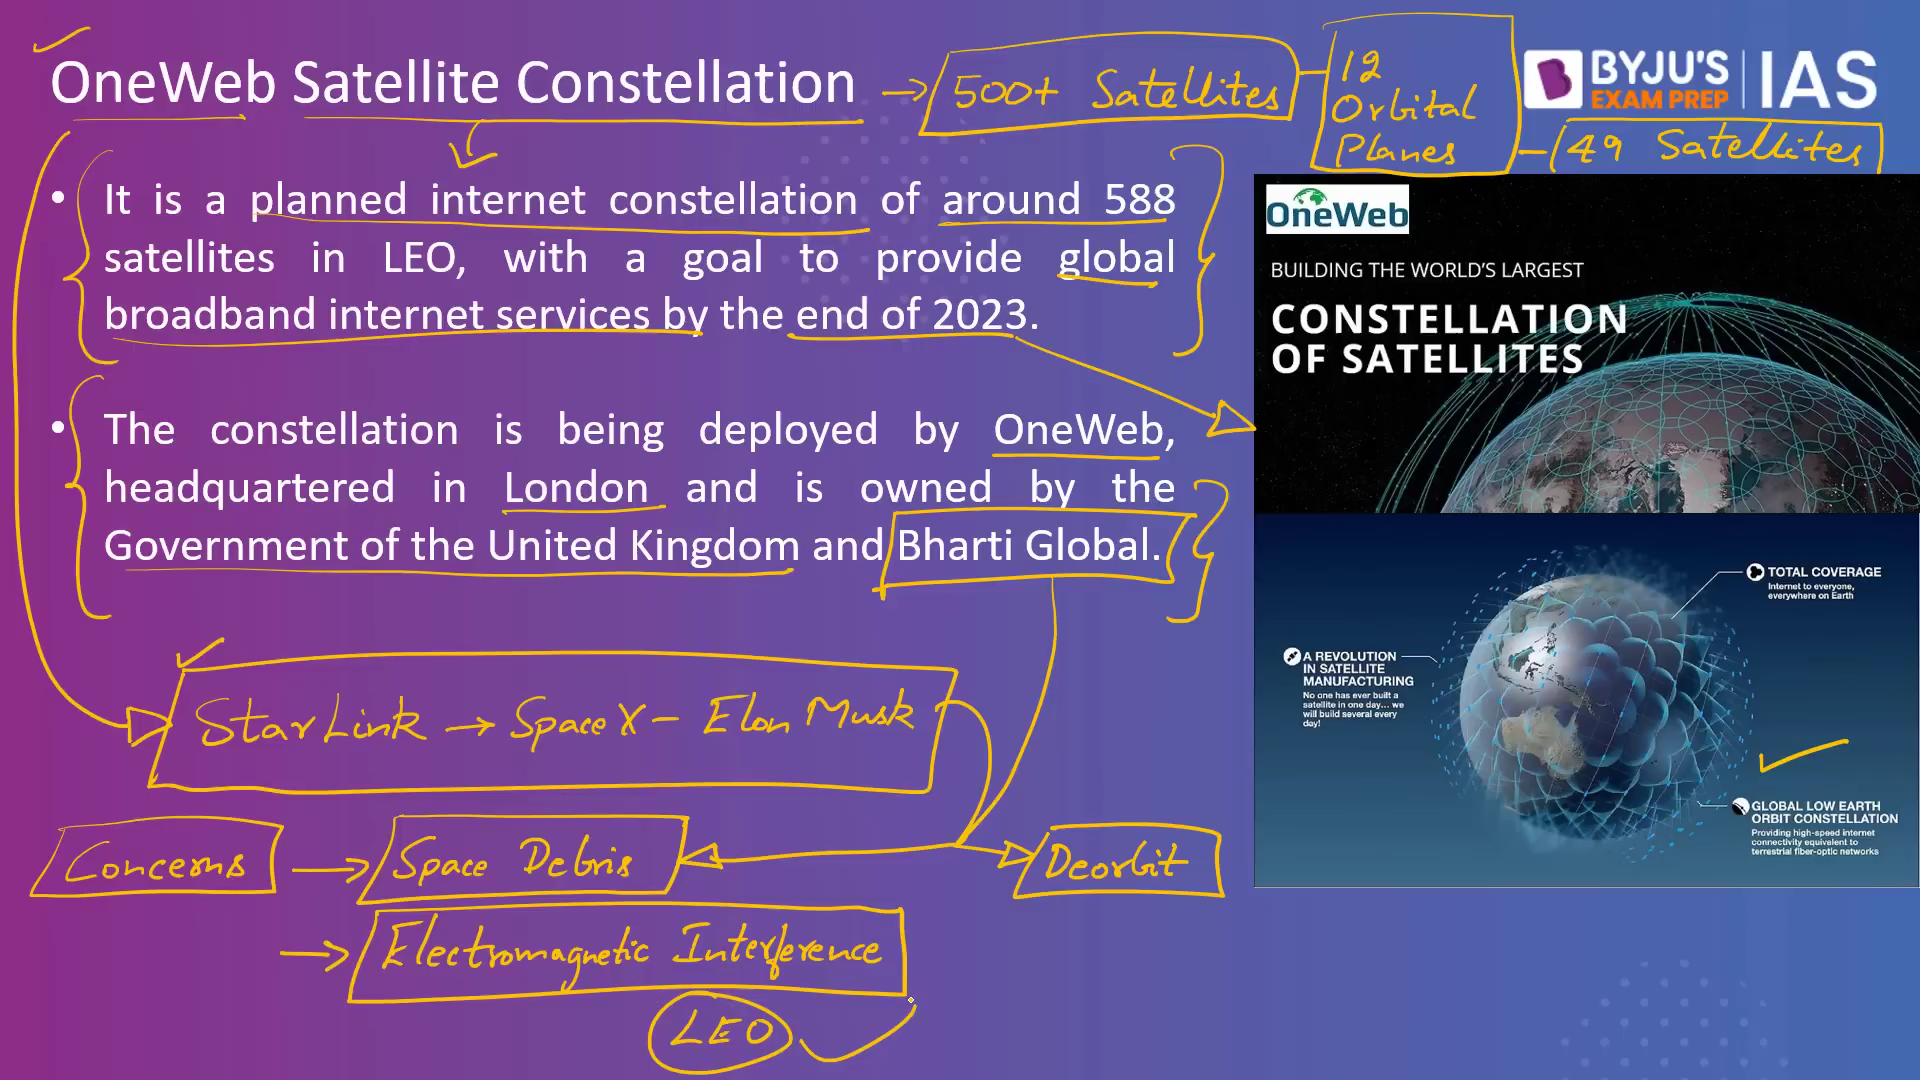 OneWeb Satellite Constellation
→ 500+ Satellites
12
Orbital
Planes
49 Satellites
BYJU'S
EXAM PREP
IAS
• It is a planned internet constellation of around 588
satellites in LEO, with a goal to provide global
broadband internet services by the end of 2023.
• The constellation is being deployed by OneWeb,
headquartered in London and is owned by the
Government of the United Kingdom and Bharti Global.
StarLink → SpaceX - Elon Musk
Concerns → Space Debris
Deorbit
→ Electromagnetic Interference
LEO
OneWeb
BUILDING THE WORLD'S LARGEST
CONSTELLATION
OF SATELLITES
TOTAL COVERAGE
Internet to everyone,
everywhere on Earth
A REVOLUTION
IN SATELLITE
MANUFACTURING
No one has ever built a
satellite in one day... we
will build several every
day!
GLOBAL LOW EARTH
ORBIT CONSTELLATION
Providing high-speed internet
connectivity equivalent to
terrestrial fiber-optic networks